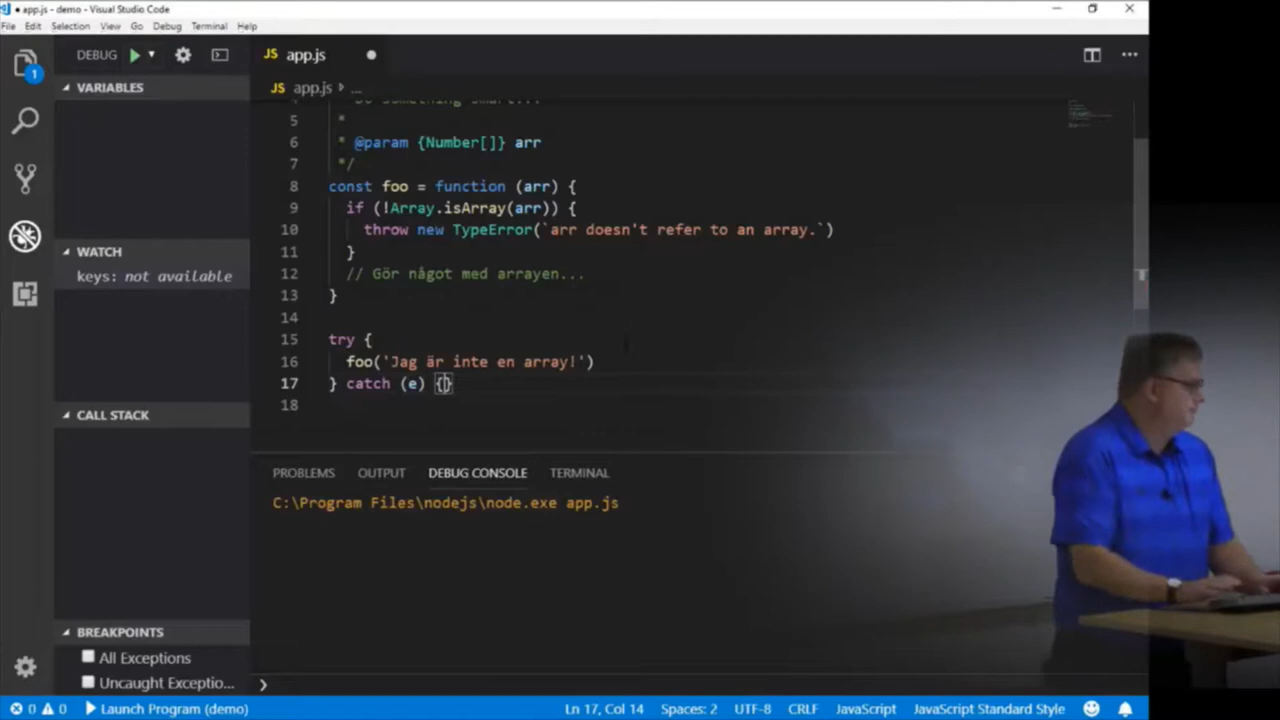 ● app.js - demo - Visual Studio Code
File Edit Selection View Go Debug Terminal Help
1
DEBUG
JS app.js ●
VARIABLES
JS app.js > ...
Do something smart...
5 *
6 * @param {Number[]} arr
7 */
8 const foo = function (arr) {
9 if (!Array.isArray(arr)) {
10 throw new TypeError(`arr doesn't refer to an array.`)
11 }
12 // Gör något med arrayen...
13 }
14
15 try {
16 foo('Jag är inte en array!')
17 } catch (e) {}
18
WATCH
keys: not available
CALL STACK
PROBLEMS OUTPUT DEBUG CONSOLE TERMINAL
C:\Program Files\nodejs\node.exe app.js
BREAKPOINTS
All Exceptions
Uncaught Exceptio...
>
0 0 Launch Program (demo) Ln 17, Col 14 Spaces: 2 UTF-8 CRLF JavaScript JavaScript Standard Style